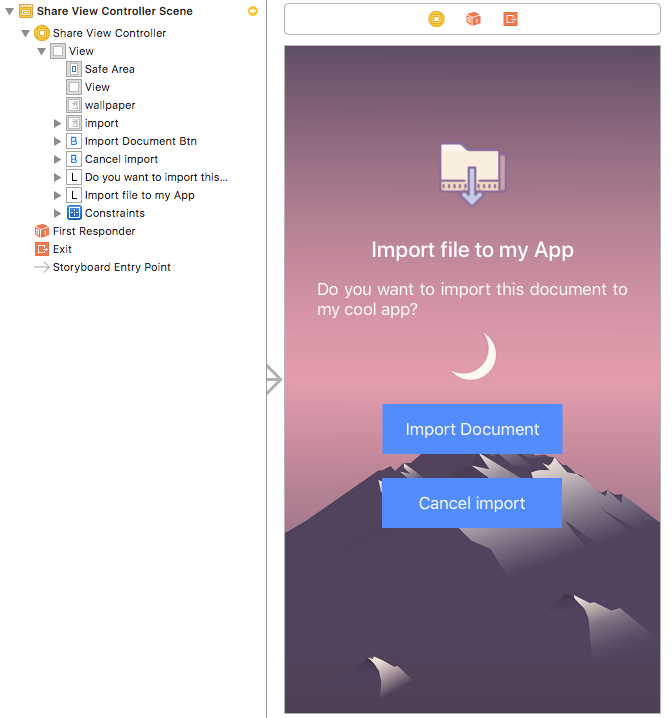 Share View Controller Scene
Share View Controller
View
Safe Area
View
wallpaper
import
B Import Document Btn
B Cancel import
L Do you want to import this...
L Import file to my App
Constraints
First Responder
Exit
Storyboard Entry Point
Import file to my App
Do you want to import this document to
my cool app?
Import Document
Cancel import